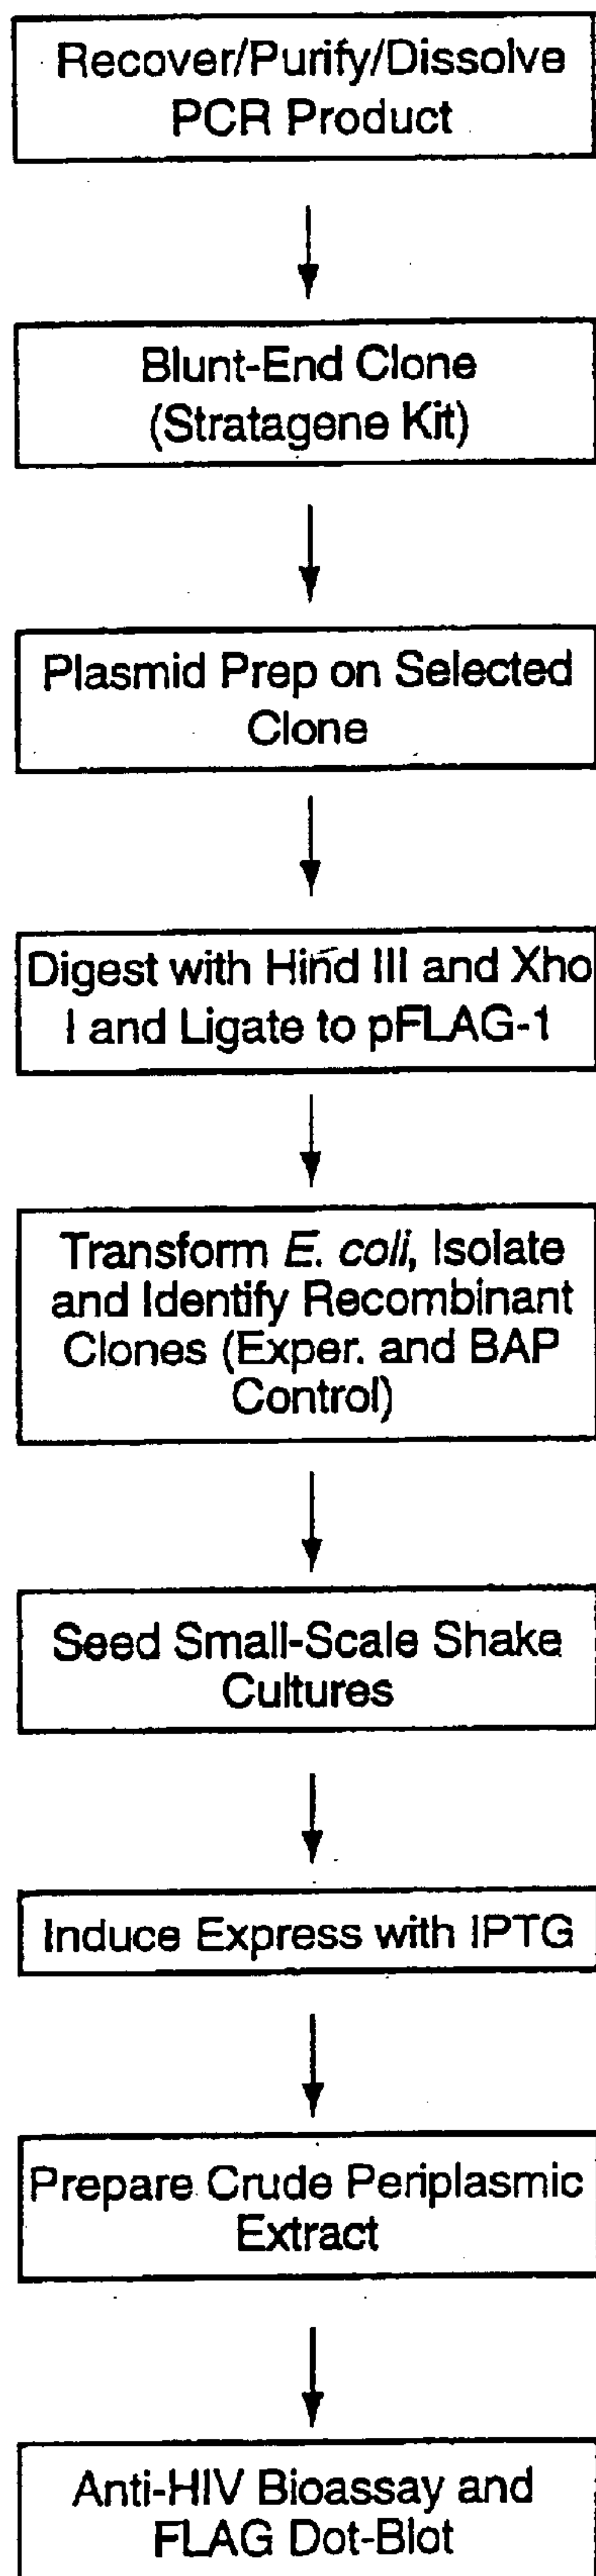 Recover/Purify/Dissolve
PCR Product
Blunt-End Clone
(Stratagene Kit)
Plasmid Prep on Selected
Clone
Digest with Hind III and Xho
I and Ligate to pFLAG-1
Transform E. coli, Isolate
and Identify Recombinant
Clones (Exper. and BAP
Control)
Seed Small-Scale Shake
Cultures
Induce Express with IPTG
Prepare Crude Periplasmic
Extract
Anti-HIV Bioassay and
FLAG Dot-Blot